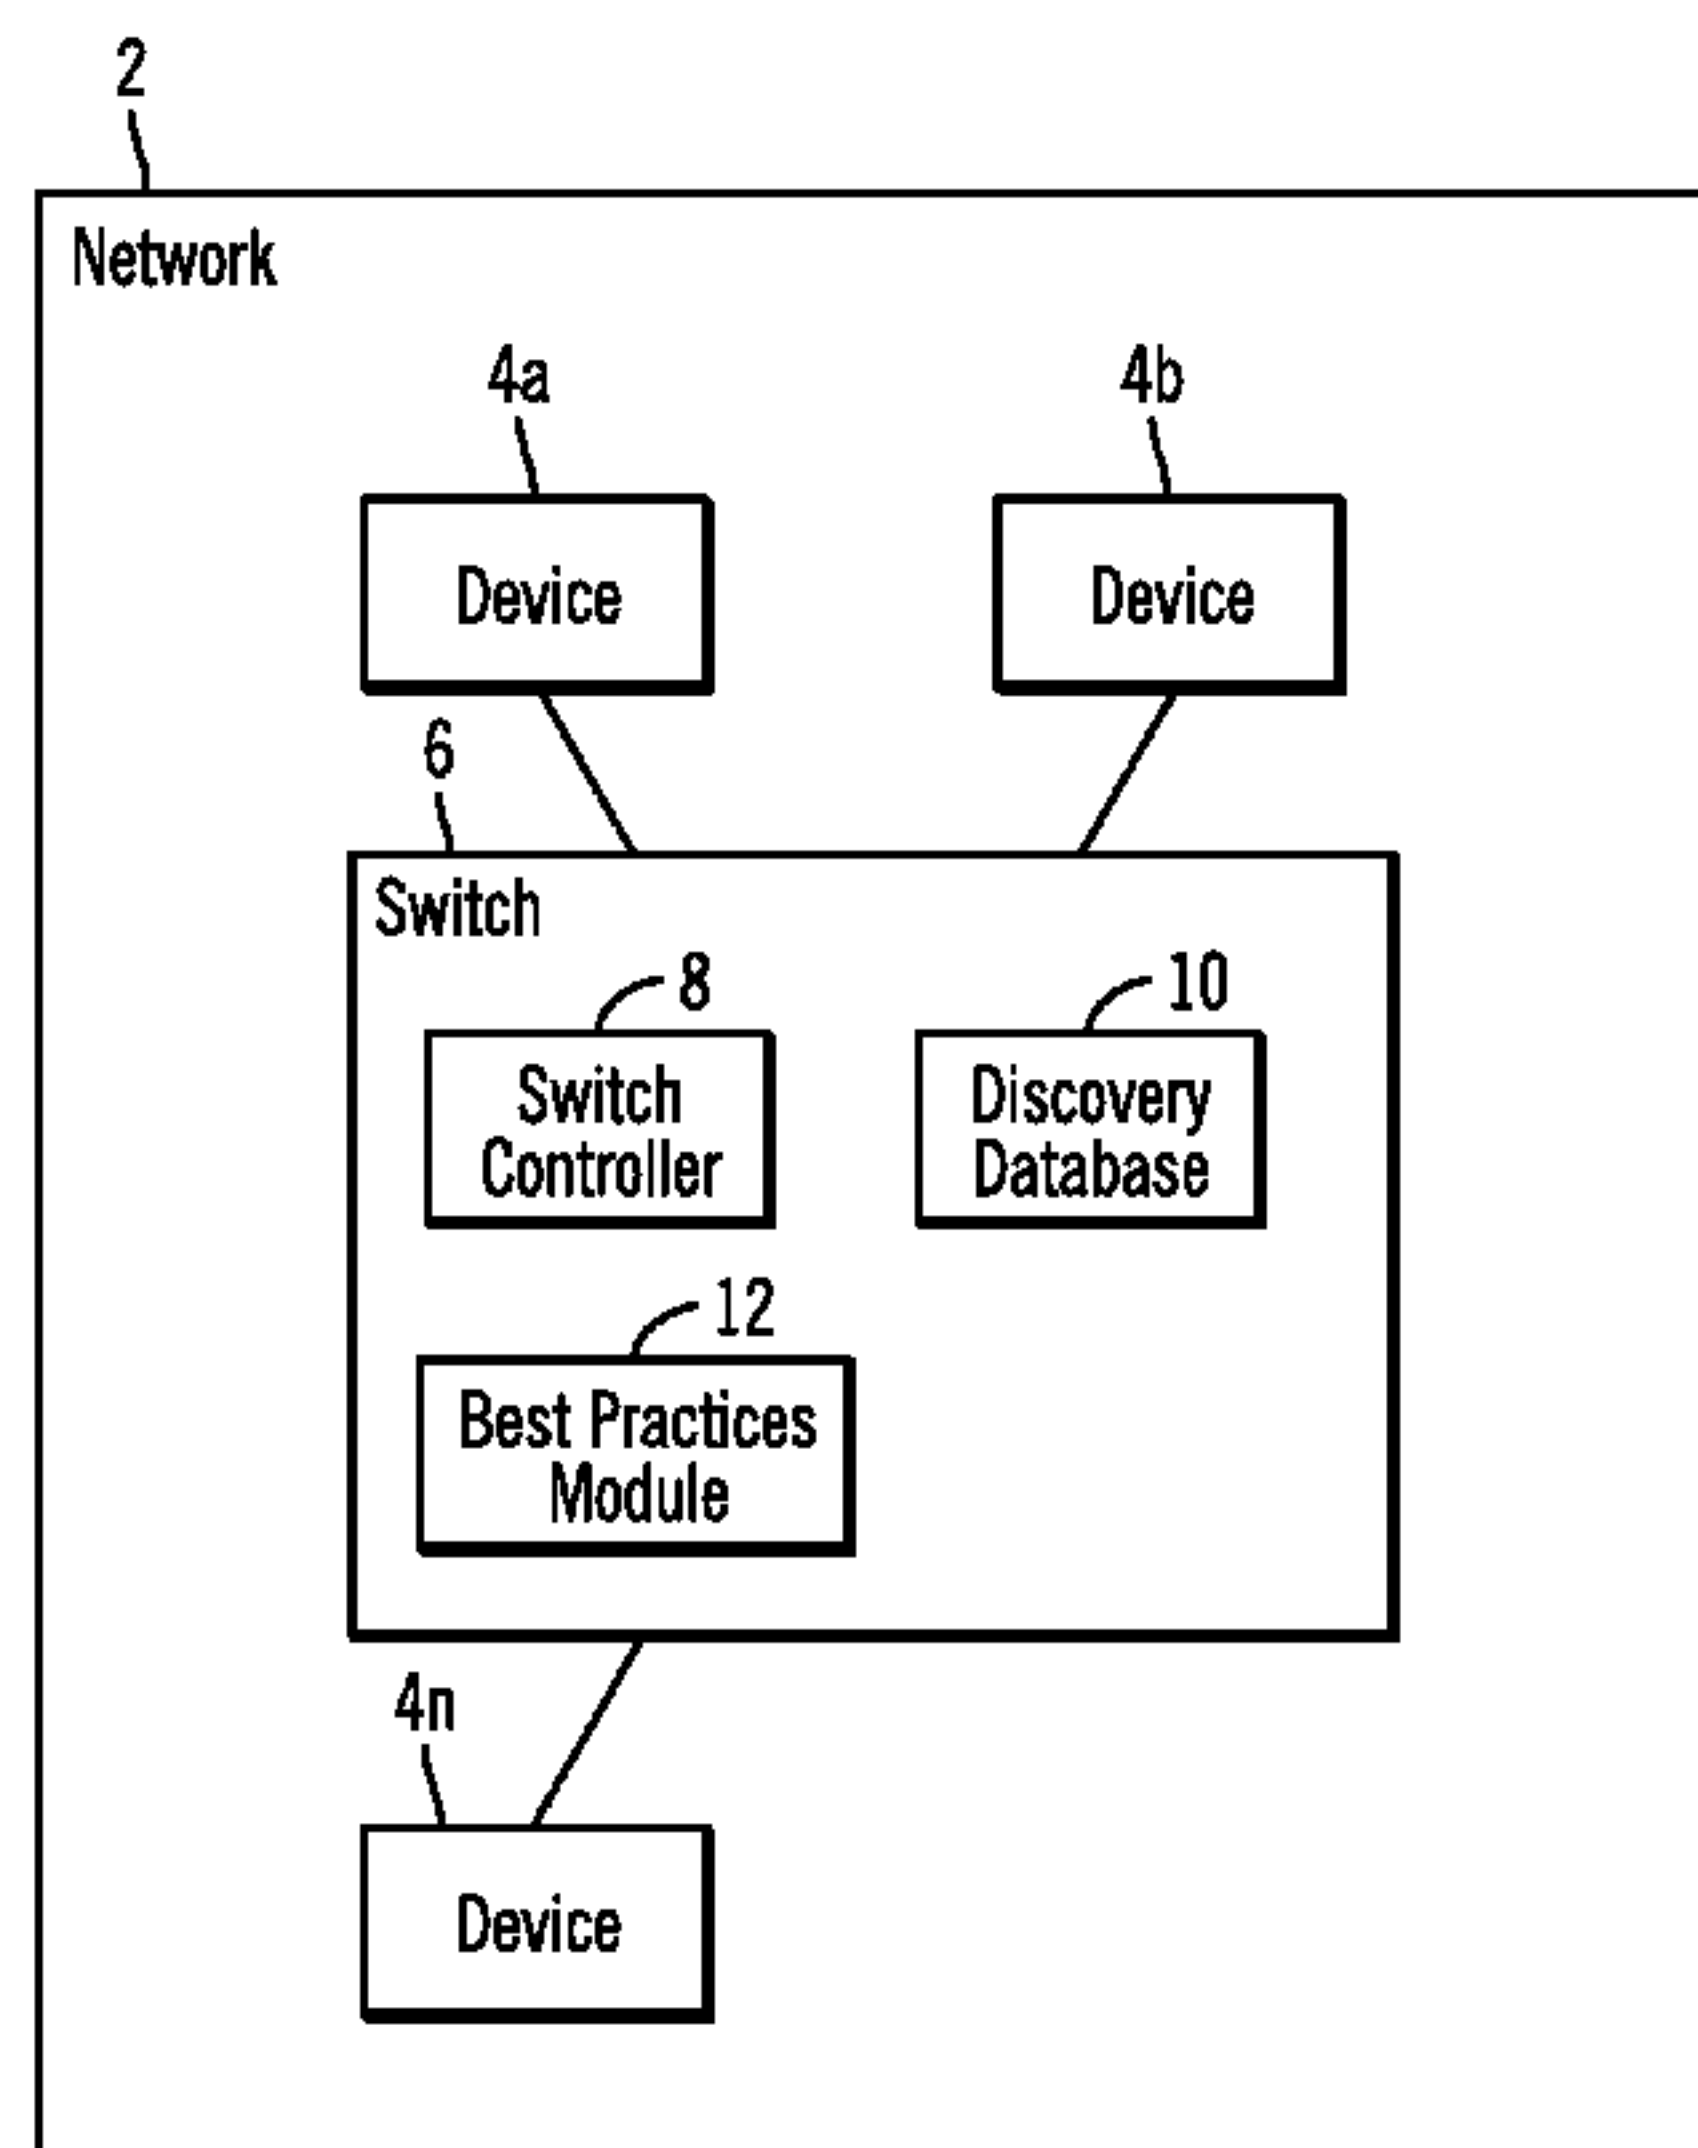 2
Network
4a
4b
Device
Device
6
Switch
8
10
Switch
Controller
Discovery
Database
12
Best Practices
Module
4n
Device